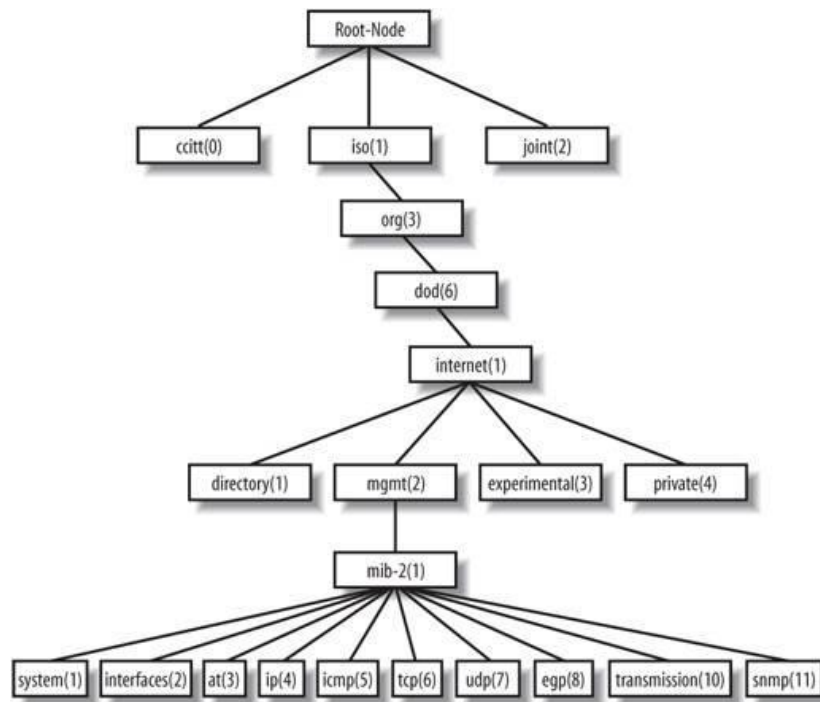 Root-Node
ccitt(0)
iso(1)
joint(2)
org(3)
dod(6)
internet(1)
directory(1)
mgmt(2)
experimental(3)
private(4)
mib-2(1)
system(1)
interfaces(2)
at(3)
ip(4)
icmp(5)
tcp(6)
udp(7)
egp(8)
transmission(10)
snmp(11)